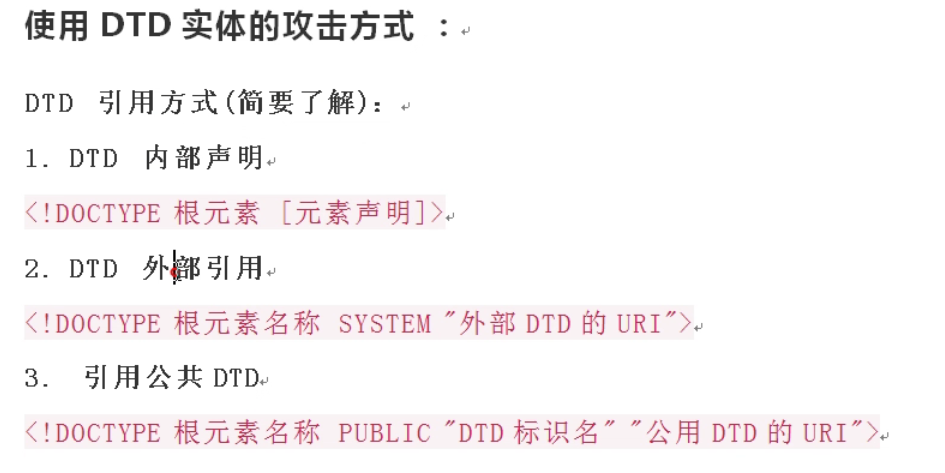 使用 DTD 实体的攻击方式 ：
DTD 引用方式(简要了解)：
1. DTD 内部声明
<!DOCTYPE 根元素 [元素声明]>
2. DTD 外部引用
<!DOCTYPE 根元素名称 SYSTEM "外部 DTD 的 URI">
3. 引用公共 DTD
<!DOCTYPE 根元素名称 PUBLIC "DTD 标识名" "公用 DTD 的 URI">